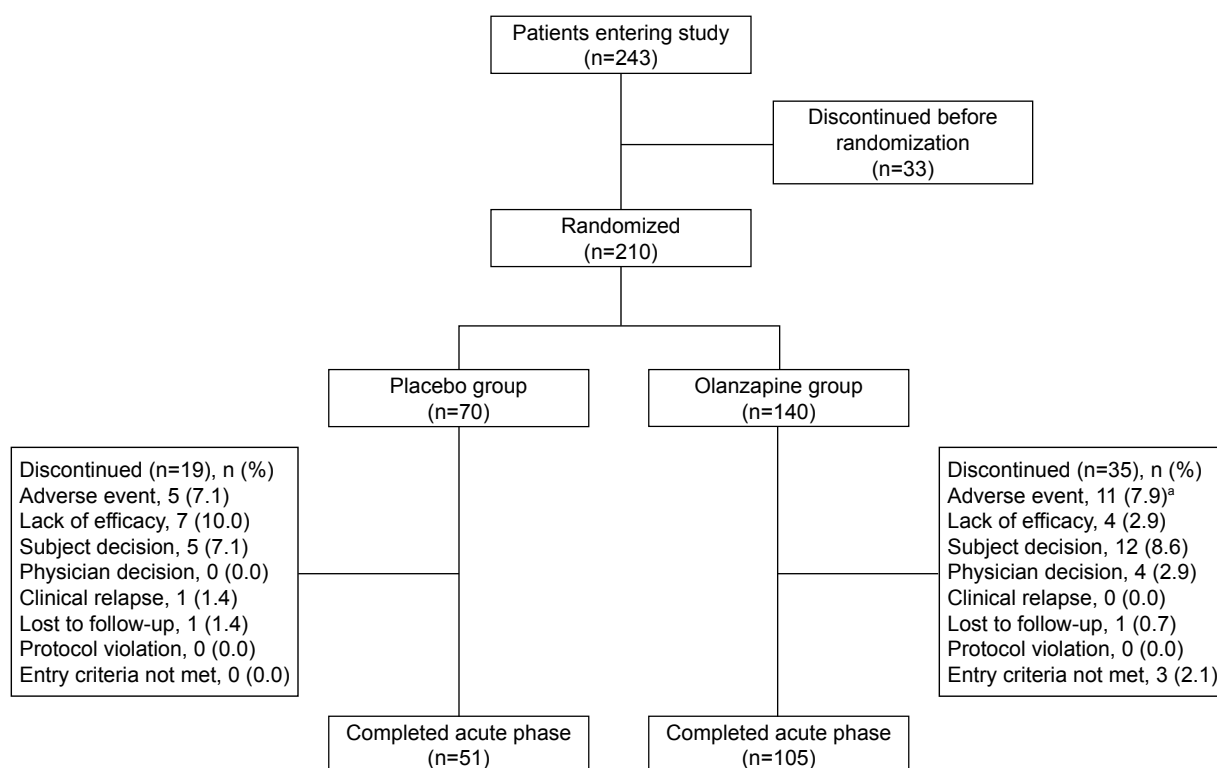 Patients entering study
(n=243)
Discontinued before
randomization
(n=33)
Randomized
(n=210)
Placebo group
(n=70)
Olanzapine group
(n=140)
Discontinued (n=19), n (%)
Adverse event, 5 (7.1)
Lack of efficacy, 7 (10.0)
Subject decision, 5 (7.1)
Physician decision, 0 (0.0)
Clinical relapse, 1 (1.4)
Lost to follow-up, 1 (1.4)
Protocol violation, 0 (0.0)
Entry criteria not met, 0 (0.0)
Discontinued (n=35), n (%)
Adverse event, 11 (7.9)ᵃ
Lack of efficacy, 4 (2.9)
Subject decision, 12 (8.6)
Physician decision, 4 (2.9)
Clinical relapse, 0 (0.0)
Lost to follow-up, 1 (0.7)
Protocol violation, 0 (0.0)
Entry criteria not met, 3 (2.1)
Completed acute phase
(n=51)
Completed acute phase
(n=105)